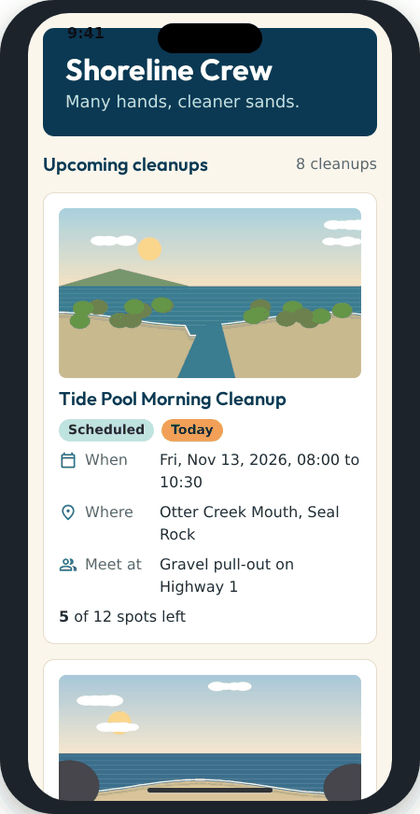 9:41
Shoreline Crew
Many hands, cleaner sands.
Upcoming cleanups
8 cleanups
Tide Pool Morning Cleanup
Scheduled
Today
When
Fri, Nov 13, 2026, 08:00 to
10:30
Where
Otter Creek Mouth, Seal
Rock
Meet at
Gravel pull-out on
Highway 1
5 of 12 spots left